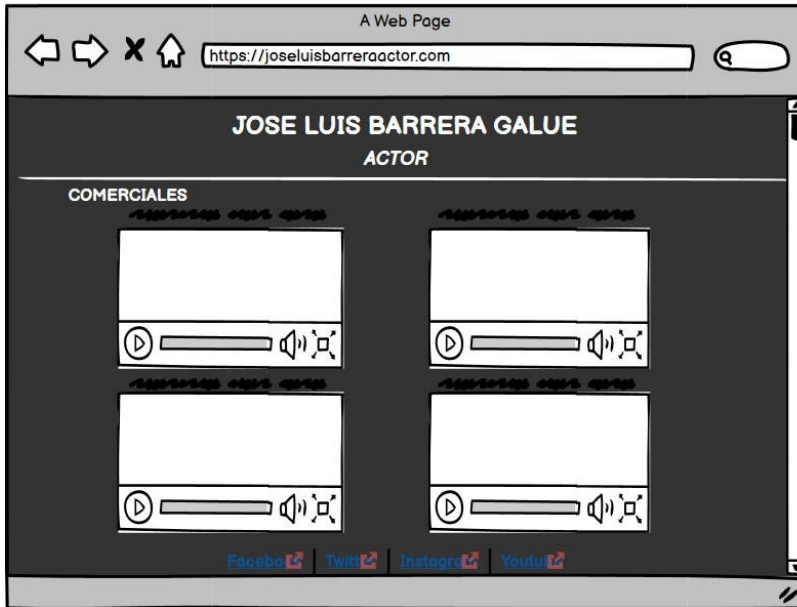 A Web Page
https://joseluisbarreraactor.com
JOSE LUIS BARRERA GALUE
ACTOR
COMERCIALES